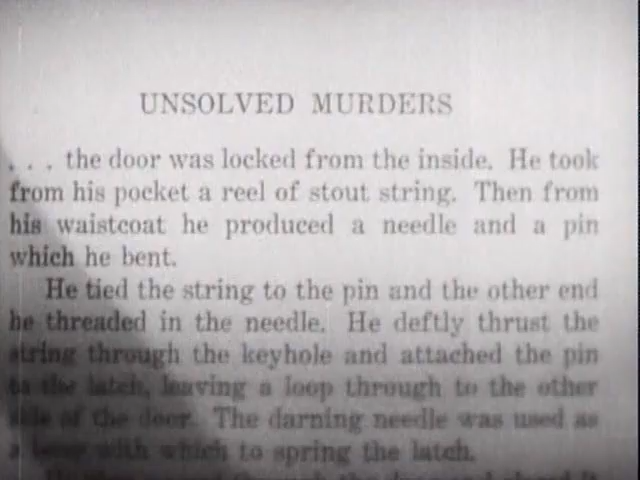 UNSOLVED MURDERS
. . . the door was locked from the inside. He took
from his pocket a reel of stout string. Then from
his waistcoat he produced a needle and a pin
which he bent.
He tied the string to the pin and the other end
he threaded in the needle. He deftly thrust the
string through the keyhole and attached the pin
to the latch, leaving a loop through to the other
side of the door. The darning needle was used as
a lever with which to spring the latch.